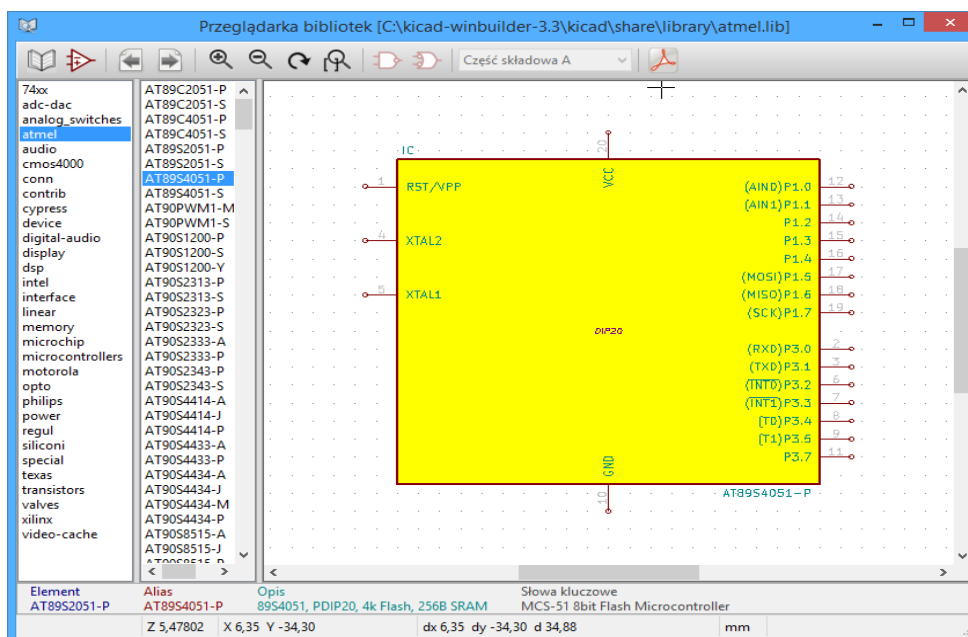 Przeglądarka bibliotek [C:\kicad-winbuilder-3.3\kicad\share\library\atmel.lib]
Część składowa A
74xx
adc-dac
analog_switches
atmel
audio
cmos4000
conn
contrib
cypress
device
digital-audio
display
dsp
intel
interface
linear
memory
microchip
microcontrollers
motorola
opto
philips
power
regul
siliconi
special
texas
transistors
valves
xilinx
video-cache
AT89C2051-P
AT89C2051-S
AT89C4051-P
AT89C4051-S
AT89S2051-P
AT89S2051-S
AT89S4051-P
AT89S4051-S
AT90PWM1-M
AT90PWM1-S
AT90S1200-P
AT90S1200-S
AT90S1200-Y
AT90S2313-P
AT90S2313-S
AT90S2323-P
AT90S2323-S
AT90S2333-A
AT90S2333-P
AT90S2343-P
AT90S2343-S
AT90S4414-A
AT90S4414-J
AT90S4414-P
AT90S4433-A
AT90S4433-P
AT90S4434-A
AT90S4434-J
AT90S4434-M
AT90S4434-P
AT90S8515-A
AT90S8515-J
AT90S8515-P
IC
20
VCC
1 RST/VPP
4 XTAL2
5 XTAL1
DIP20
(AIN0)P1.0 12
(AIN1)P1.1 13
P1.2 14
P1.3 15
P1.4 16
(MOSI)P1.5 17
(MISO)P1.6 18
(SCK)P1.7 19
(RXD)P3.0 2
(TXD)P3.1 3
(INT0)P3.2 6
(INT1)P3.3 7
(T0)P3.4 8
(T1)P3.5 9
P3.7 11
GND
10
AT89S4051-P
Element Alias Opis Słowa kluczowe
AT89S2051-P AT89S4051-P 89S4051, PDIP20, 4k Flash, 256B SRAM MCS-51 8bit Flash Microcontroller
Z 5,47802 X 6,35 Y -34,30 dx 6,35 dy -34,30 d 34,88 mm